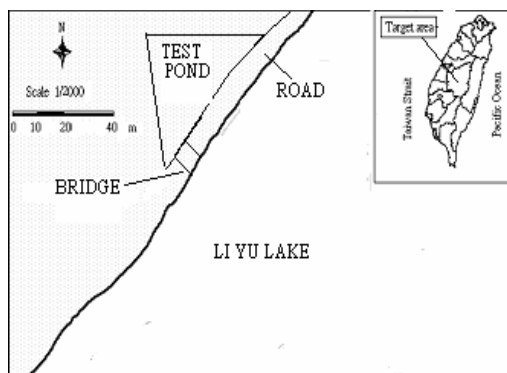 N
Scale 1/2000
0 10 20 40 m
TEST
POND
ROAD
BRIDGE
LI YU LAKE
Target area
Taiwan Strait
Pacific Ocean